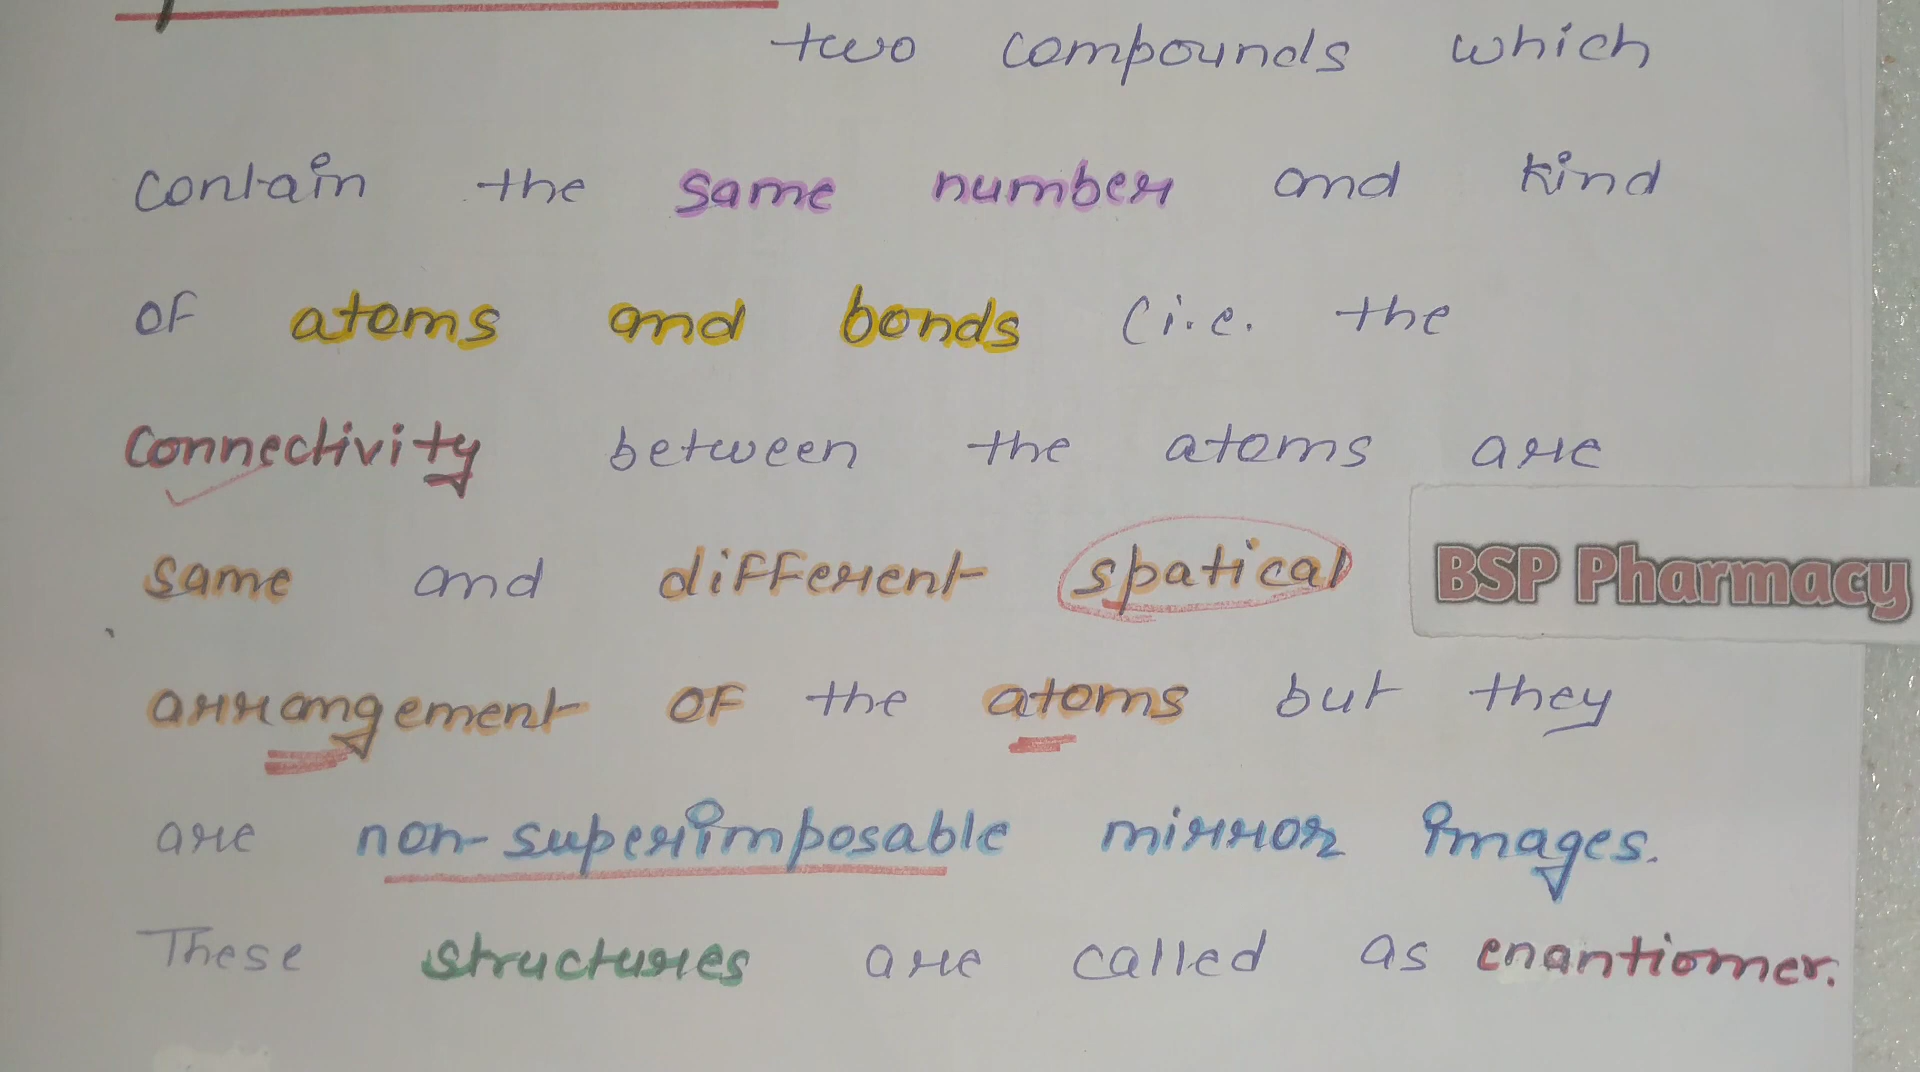 two compounds which
contain the same number and kind
of atoms and bonds (i.e. the
connectivity between the atoms are
same and different spatical
BSP Pharmacy
arrangement of the atoms but they
are non-superimposable mirror images.
These structures are called as enantiomer.